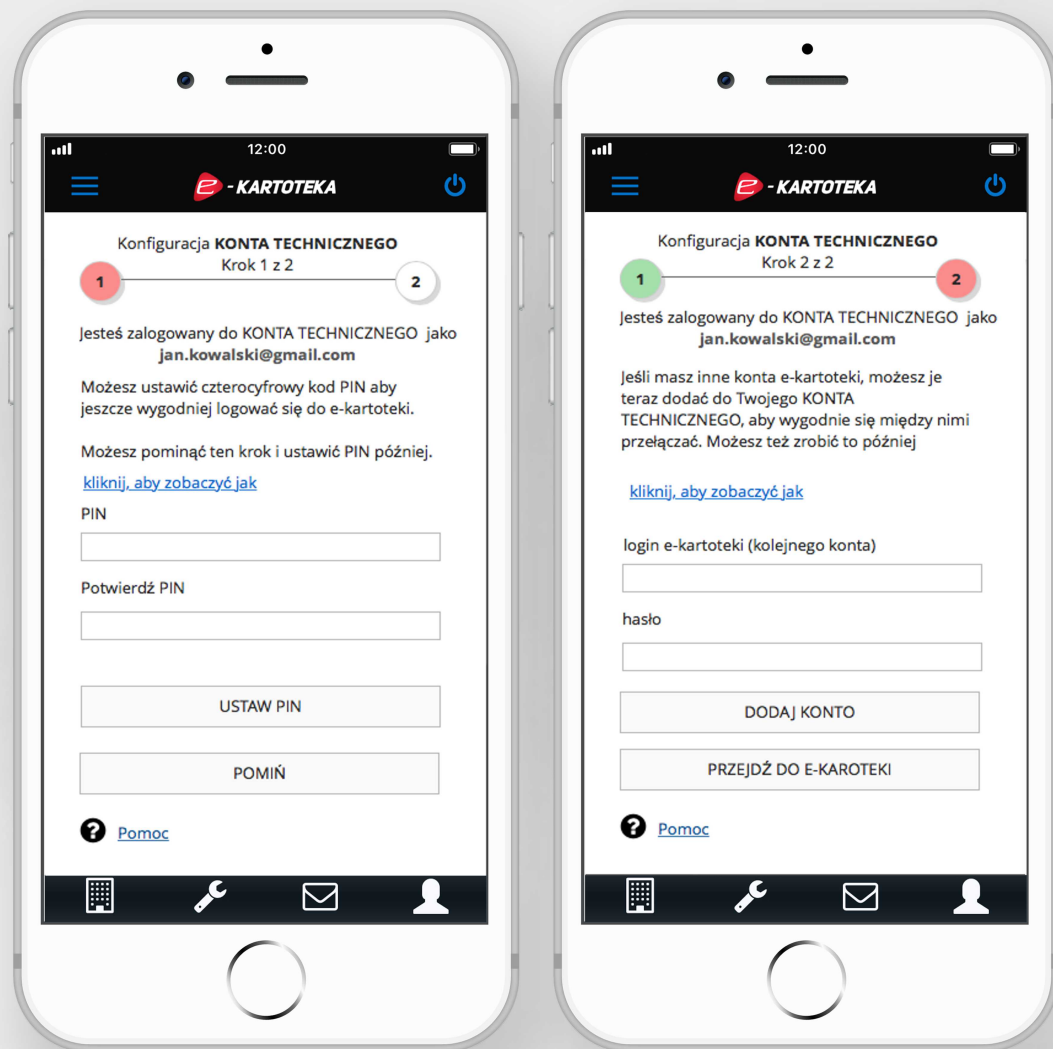 12:00
e - KARTOTEKA
Konfiguracja KONTA TECHNICZNEGO
Krok 1 z 2
1
2
Jesteś zalogowany do KONTA TECHNICZNEGO jako
jan.kowalski@gmail.com
Możesz ustawić czterocyfrowy kod PIN aby
jeszcze wygodniej logować się do e-kartoteki.
Możesz pominąć ten krok i ustawić PIN później.
kliknij, aby zobaczyć jak
PIN
Potwierdź PIN
USTAW PIN
POMIŃ
? Pomoc
12:00
e - KARTOTEKA
Konfiguracja KONTA TECHNICZNEGO
Krok 2 z 2
1
2
Jesteś zalogowany do KONTA TECHNICZNEGO jako
jan.kowalski@gmail.com
Jeśli masz inne konta e-kartoteki, możesz je
teraz dodać do Twojego KONTA
TECHNICZNEGO, aby wygodnie się między nimi
przełączać. Możesz też zrobić to później
kliknij, aby zobaczyć jak
login e-kartoteki (kolejnego konta)
hasło
DODAJ KONTO
PRZEJDŹ DO E-KAROTEKI
? Pomoc